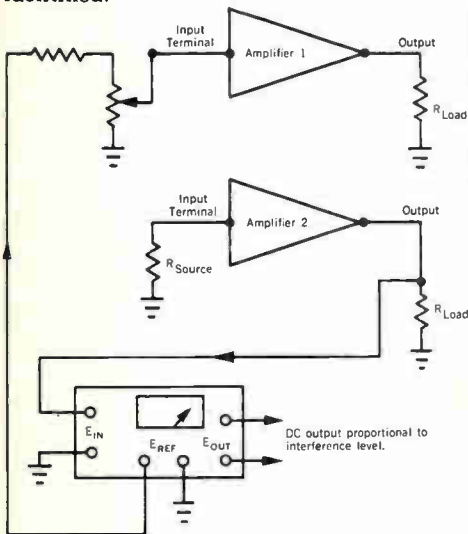 Input
Terminal
Amplifier 1
Output
R Load
Input
Terminal
Amplifier 2
Output
R Source
R Load
E IN
E REF
E OUT
DC output proportional to
interference level.